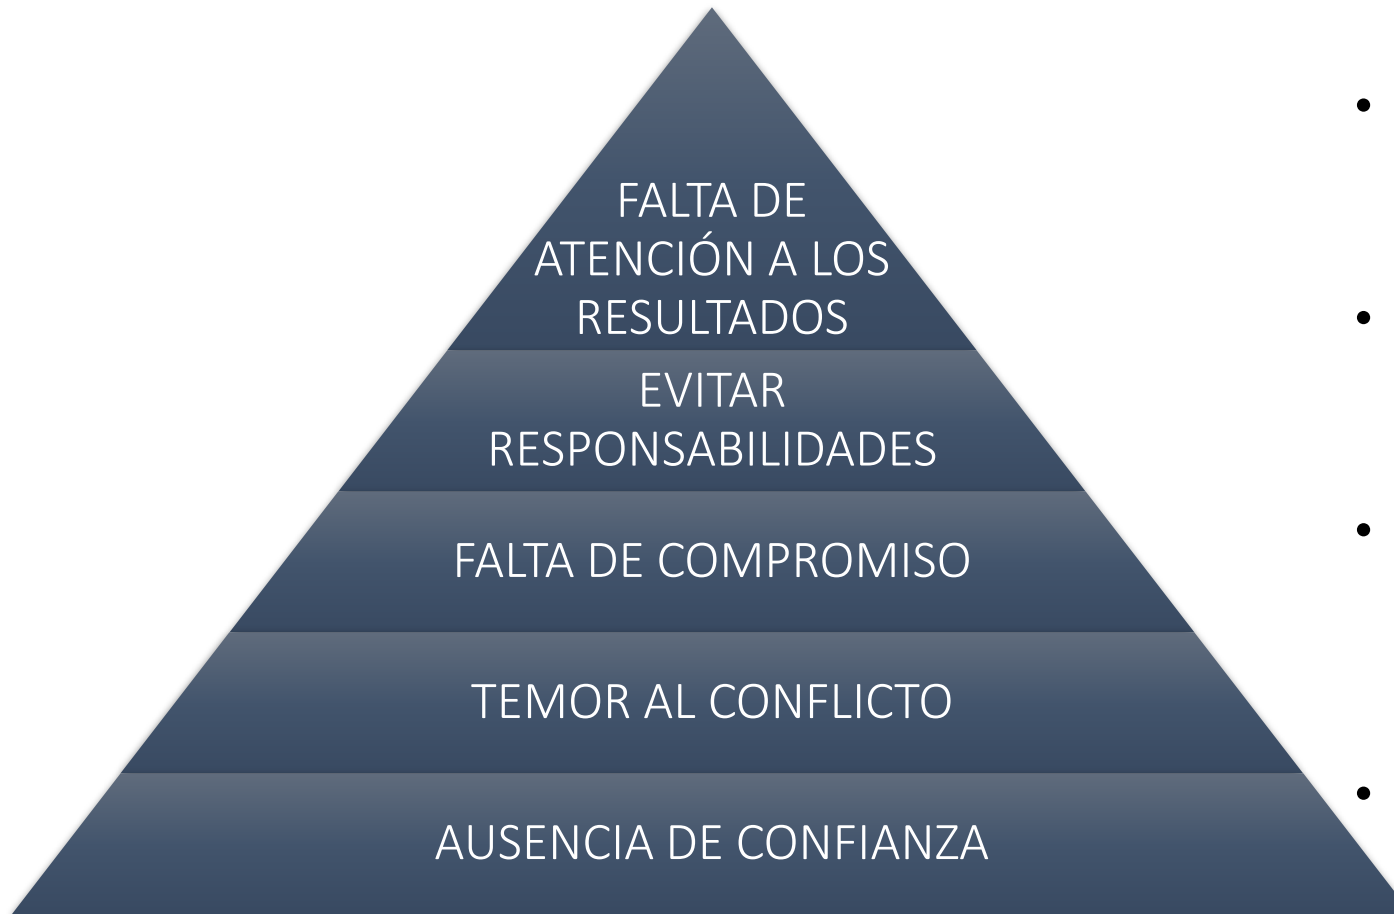 FALTA DE
ATENCIÓN A LOS
RESULTADOS
EVITAR
RESPONSABILIDADES
FALTA DE COMPROMISO
TEMOR AL CONFLICTO
AUSENCIA DE CONFIANZA